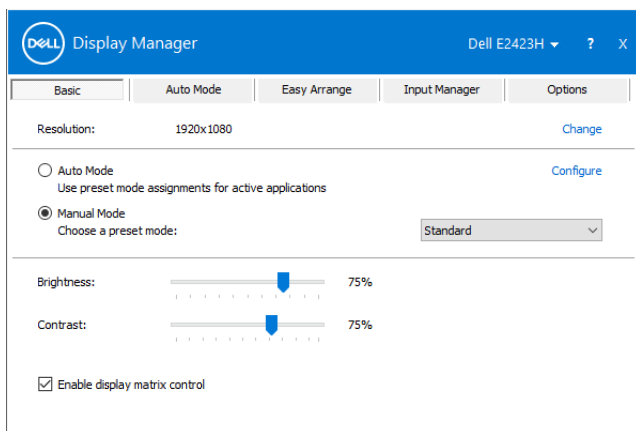 DELL Display Manager Dell E2423H ? X
Basic Auto Mode Easy Arrange Input Manager Options
Resolution: 1920x1080 Change
Auto Mode Configure
Use preset mode assignments for active applications
Manual Mode
Choose a preset mode: Standard
Brightness: 75%
Contrast: 75%
Enable display matrix control